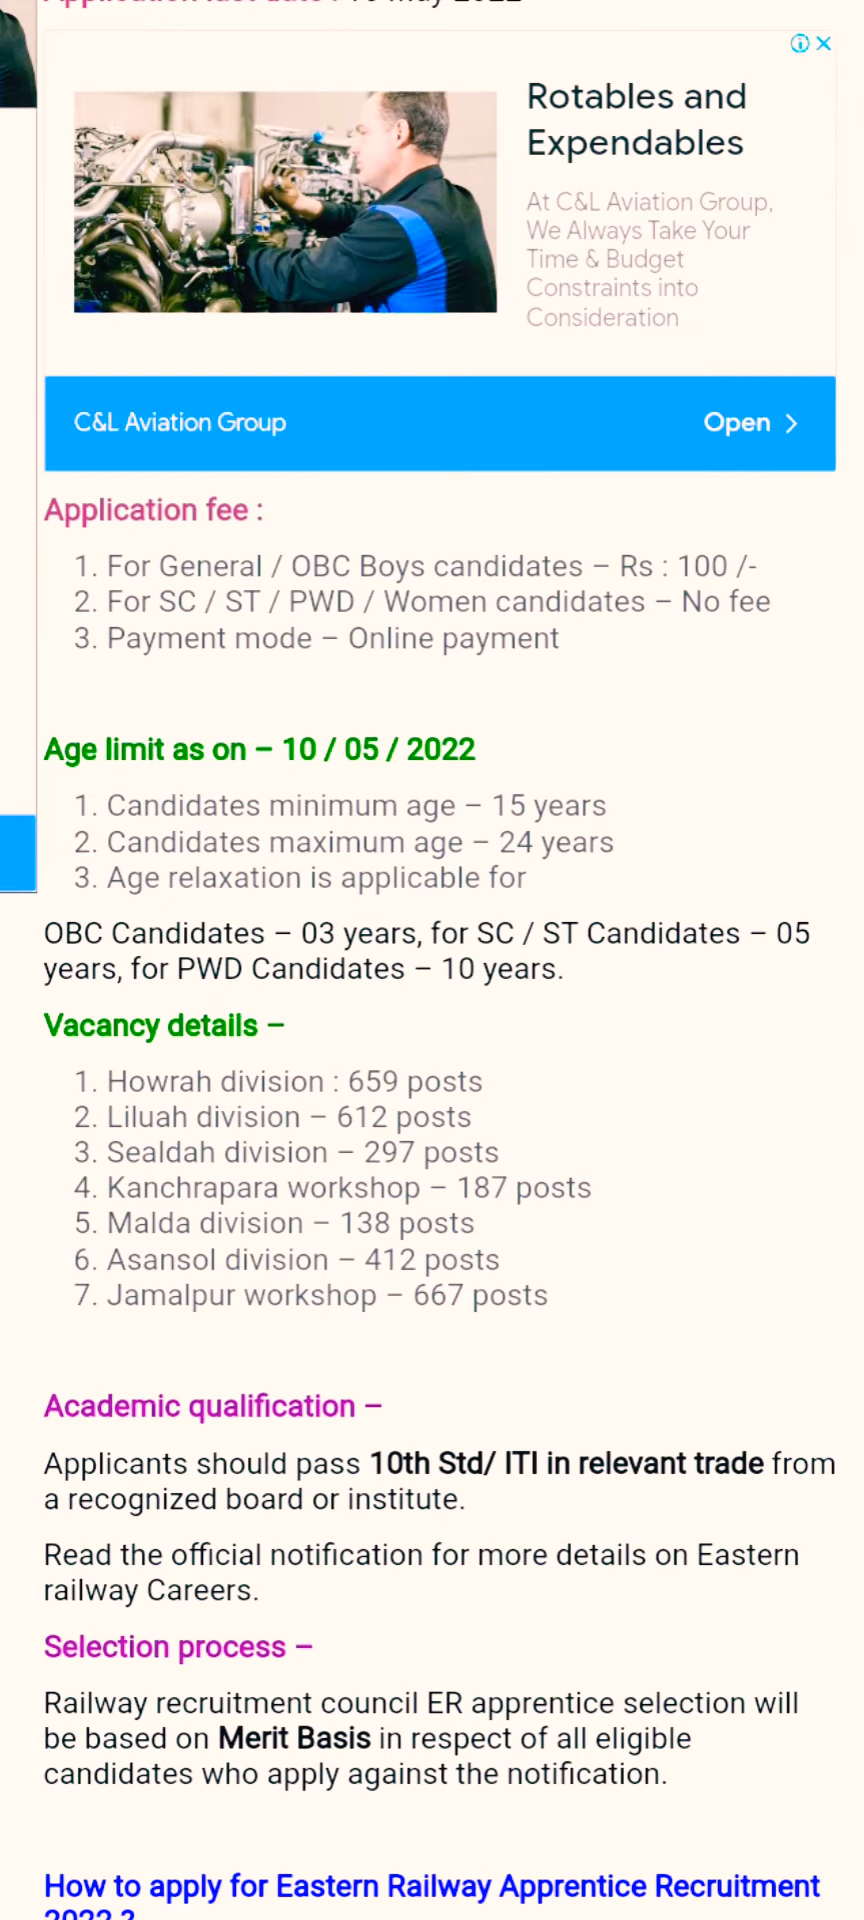 Application last date : 10 May 2022
Rotables and
Expendables
At C&L Aviation Group,
We Always Take Your
Time & Budget
Constraints into
Consideration
C&L Aviation Group
Open
Application fee :
1. For General / OBC Boys candidates – Rs : 100 /-
2. For SC / ST / PWD / Women candidates – No fee
3. Payment mode – Online payment
Age limit as on – 10 / 05 / 2022
1. Candidates minimum age – 15 years
2. Candidates maximum age – 24 years
3. Age relaxation is applicable for
OBC Candidates – 03 years, for SC / ST Candidates – 05
years, for PWD Candidates – 10 years.
Vacancy details –
1. Howrah division : 659 posts
2. Liluah division – 612 posts
3. Sealdah division – 297 posts
4. Kanchrapara workshop – 187 posts
5. Malda division – 138 posts
6. Asansol division – 412 posts
7. Jamalpur workshop – 667 posts
Academic qualification –
Applicants should pass 10th Std/ ITI in relevant trade from
a recognized board or institute.
Read the official notification for more details on Eastern
railway Careers.
Selection process –
Railway recruitment council ER apprentice selection will
be based on Merit Basis in respect of all eligible
candidates who apply against the notification.
How to apply for Eastern Railway Apprentice Recruitment
2022 ?